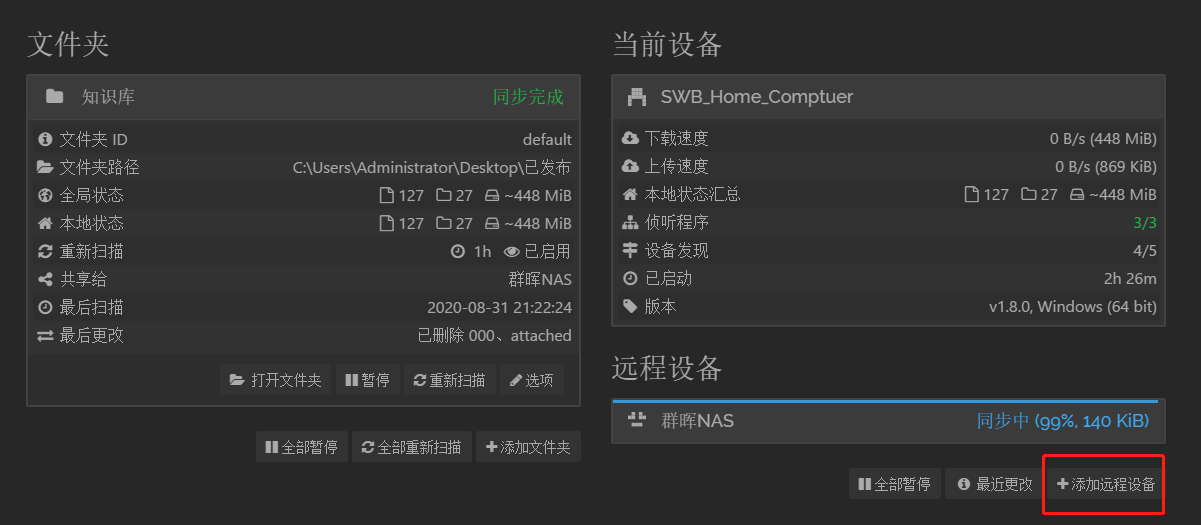 文件夹
知识库 同步完成
文件夹 ID default
文件夹路径 C:\Users\Administrator\Desktop\已发布
全局状态 127 27 ~448 MiB
本地状态 127 27 ~448 MiB
重新扫描 1h 已启用
共享给 群晖NAS
最后扫描 2020-08-31 21:22:24
最后更改 已删除 000、attached
打开文件夹 暂停 重新扫描 选项
全部暂停 全部重新扫描 添加文件夹
当前设备
SWB_Home_Comptuer
下载速度 0 B/s (448 MiB)
上传速度 0 B/s (869 KiB)
本地状态汇总 127 27 ~448 MiB
侦听程序 3/3
设备发现 4/5
已启动 2h 26m
版本 v1.8.0, Windows (64 bit)
远程设备
群晖NAS 同步中 (99%, 140 KiB)
全部暂停 最近更改 添加远程设备